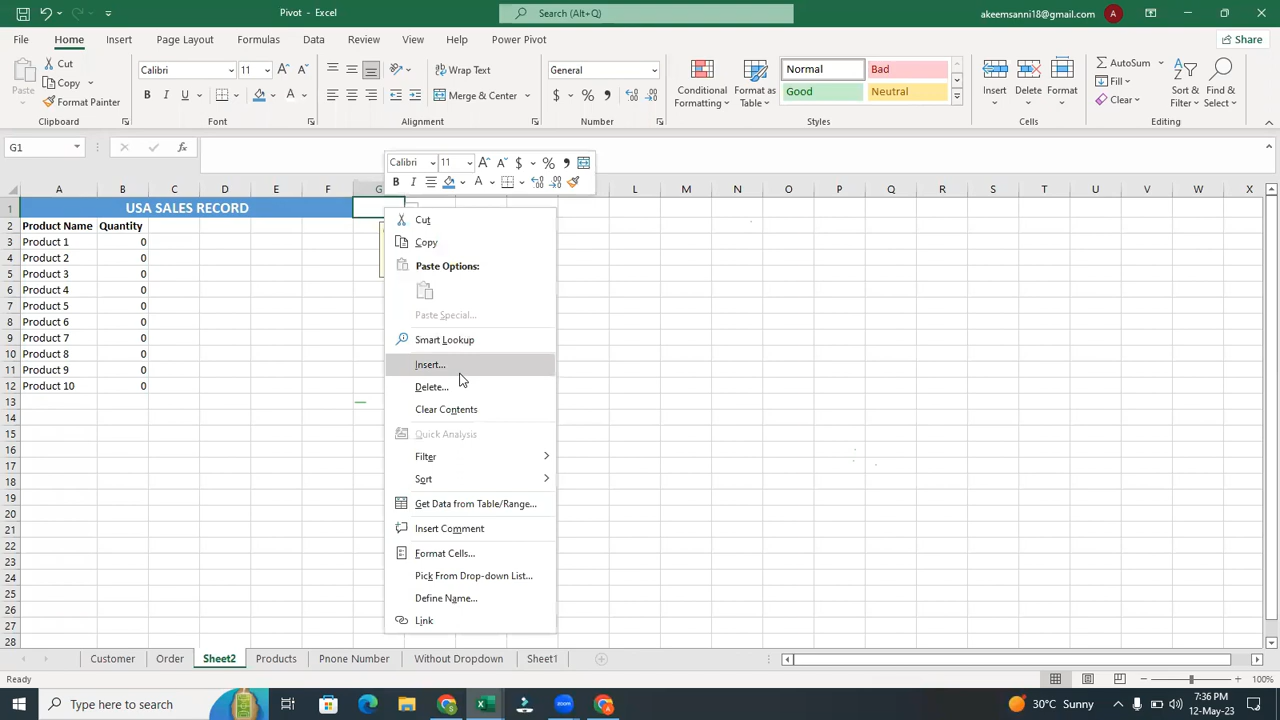 Pivot - Excel
Search (Alt+Q)
akeemsanni18@gmail.com
A
File Home Insert Page Layout Formulas Data Review View Help Power Pivot
Share
Paste
Cut
Copy
Format Painter
Clipboard
Calibri 11
B I U A
Font
Wrap Text
Merge & Center
Alignment
General
$ % ,
Number
Conditional Formatting
Format as Table
Normal Bad
Good Neutral
Styles
Insert Delete Format
Cells
AutoSum
Fill
Clear
Sort & Filter
Find & Select
Editing
G1
fx
Calibri 11 $ % ,
B I A
A B C D E F G L M N O P Q R S T U V W X
1 USA SALES RECORD
2 Product Name Quantity
3 Product 1 0
4 Product 2 0
5 Product 3 0
6 Product 4 0
7 Product 5 0
8 Product 6 0
9 Product 7 0
10 Product 8 0
11 Product 9 0
12 Product 10 0
13
14
15
16
17
18
19
20
21
22
23
24
25
26
27
28
Cut
Copy
Paste Options:
Paste Special...
Smart Lookup
Insert...
Delete...
Clear Contents
Quick Analysis
Filter
Sort
Get Data from Table/Range...
Insert Comment
Format Cells...
Pick From Drop-down List...
Define Name...
Link
Customer Order Sheet2 Products Pnone Number Without Dropdown Sheet1
Ready
100%
Type here to search
30°C Sunny
7:36 PM
12-May-23